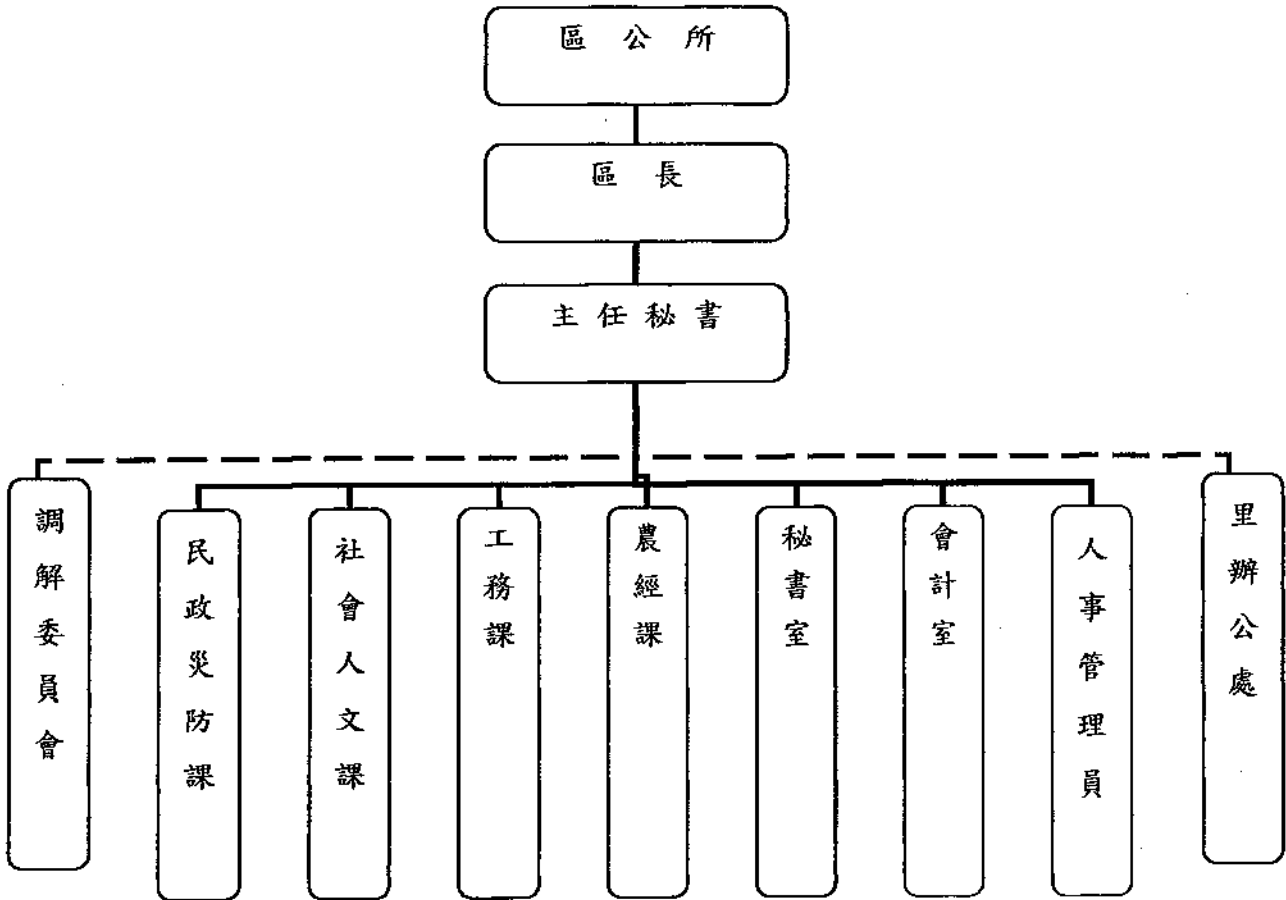 區公所
區長
主任秘書
調解委員會
民政災防課
社會人文課
工務課
農經課
秘書室
會計室
人事管理員
里辦公處